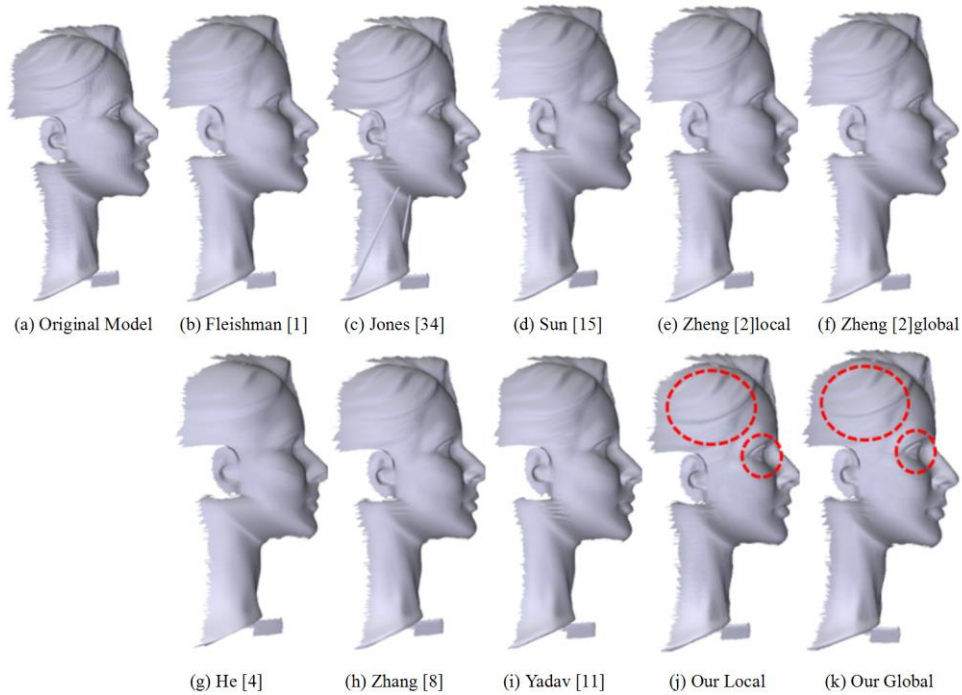 (a) Original Model
(b) Fleishman [1]
(c) Jones [34]
(d) Sun [15]
(e) Zheng [2]local
(f) Zheng [2]global
(g) He [4]
(h) Zhang [8]
(i) Yadav [11]
(j) Our Local
(k) Our Global